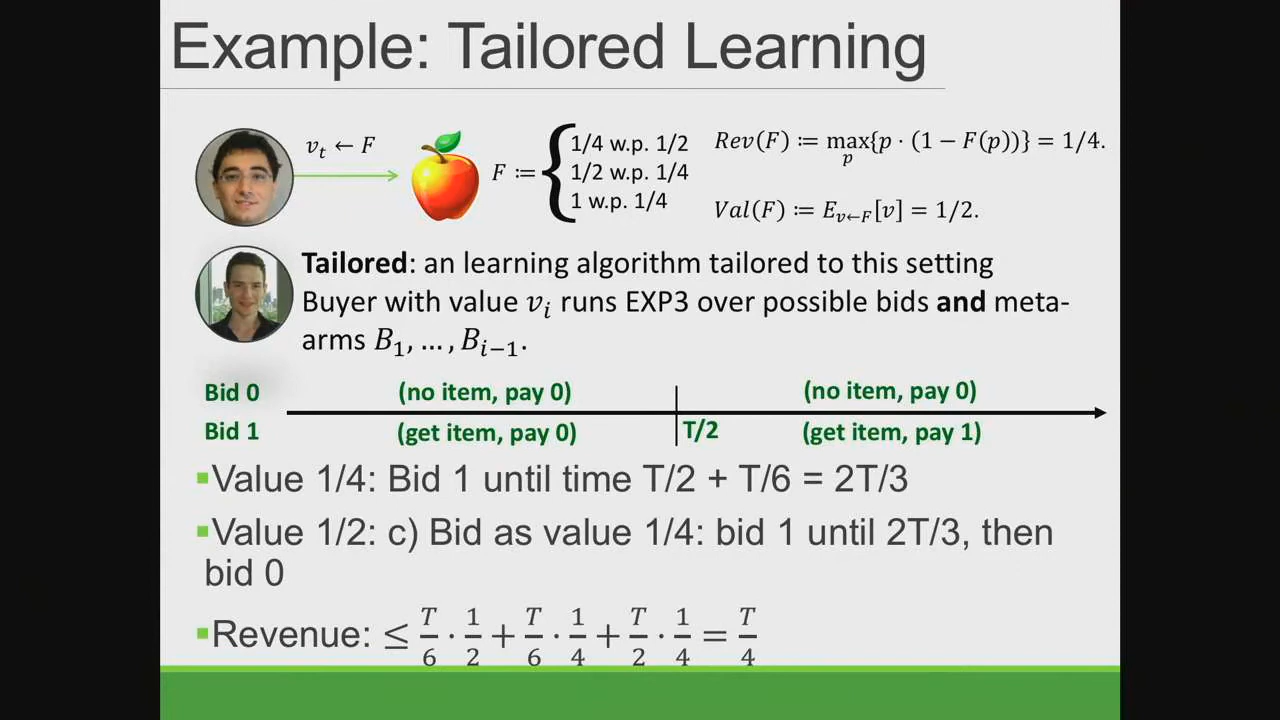 Example: Tailored Learning
v_t ← F
F ≔ { 1/4 w.p. 1/2
1/2 w.p. 1/4
1 w.p. 1/4
Rev(F) ≔ max_p{p · (1 − F(p))} = 1/4.
Val(F) ≔ E_{v←F}[v] = 1/2.
Tailored: an learning algorithm tailored to this setting
Buyer with value v_i runs EXP3 over possible bids and meta-
arms B_1, …, B_{i−1}.
Bid 0 (no item, pay 0) (no item, pay 0)
Bid 1 (get item, pay 0) T/2 (get item, pay 1)
▪Value 1/4: Bid 1 until time T/2 + T/6 = 2T/3
▪Value 1/2: c) Bid as value 1/4: bid 1 until 2T/3, then
bid 0
▪Revenue: ≤ T/6 · 1/2 + T/6 · 1/4 + T/2 · 1/4 = T/4